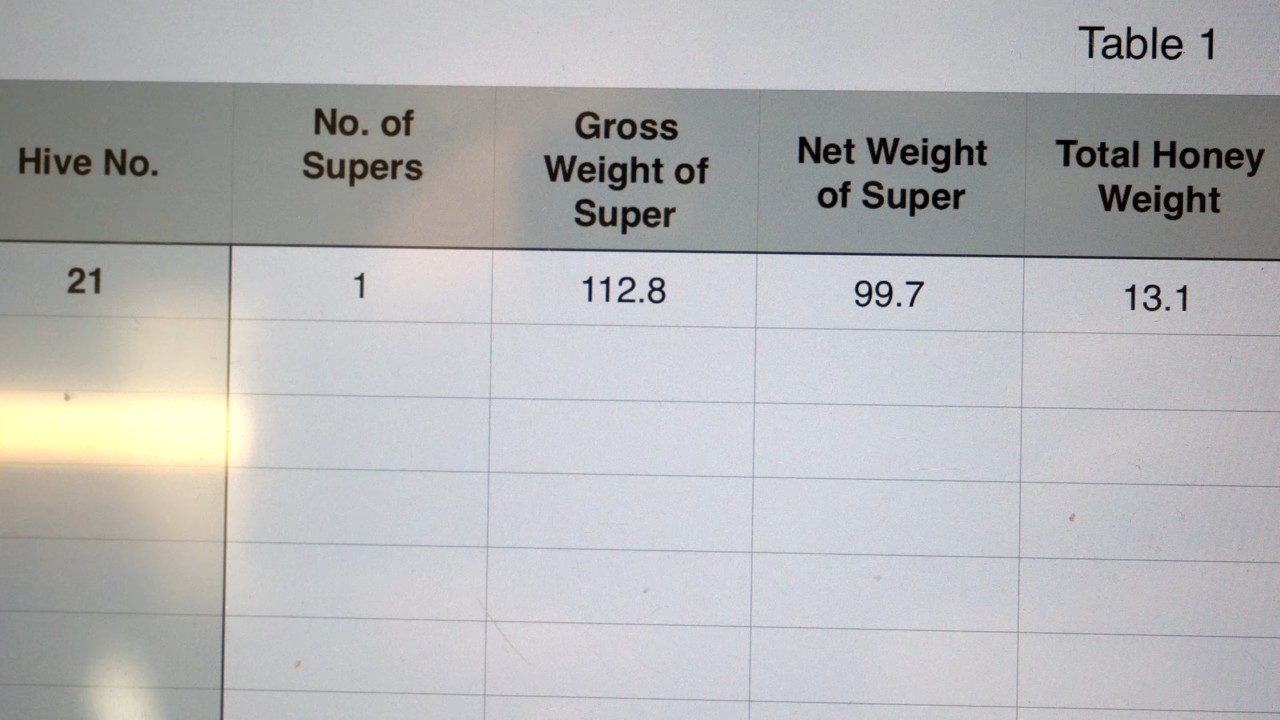 Table 1
Hive No.
No. of
Supers
Gross
Weight of
Super
Net Weight
of Super
Total Honey
Weight
21 1 112.8 99.7 13.1